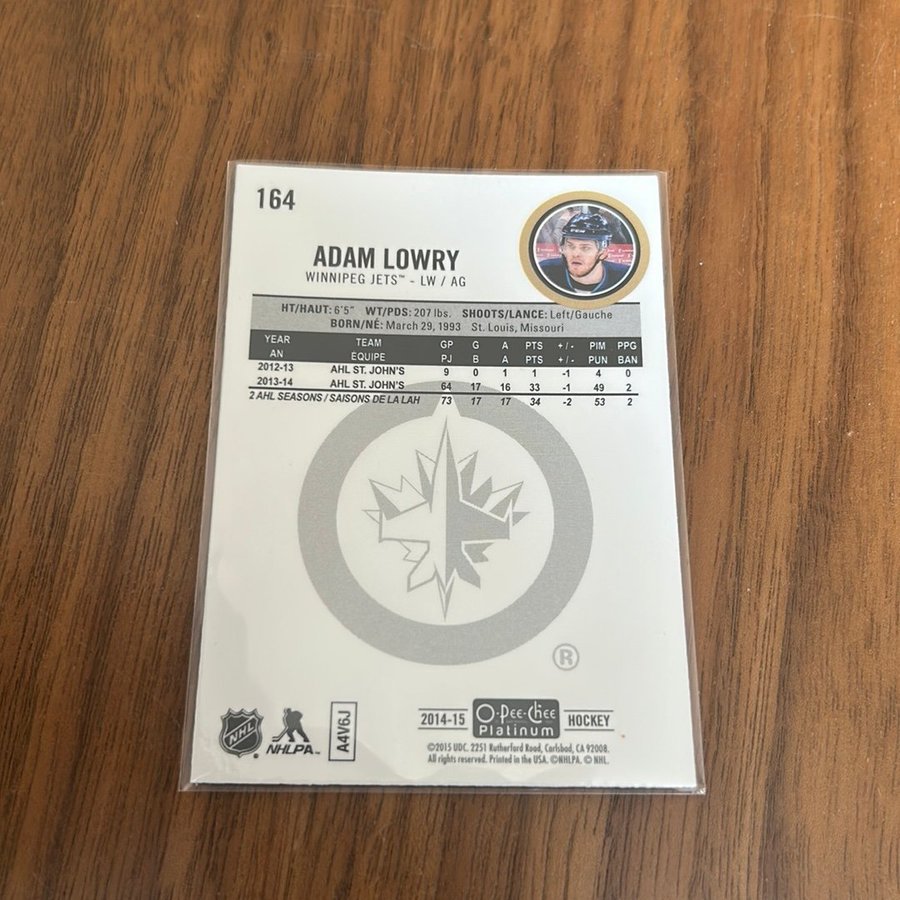 164
ADAM LOWRY
WINNIPEG JETS™ - LW / AG
HT/HAUT: 6'5" WT/PDS: 207 lbs. SHOOTS/LANCE: Left/Gauche
BORN/NÉ: March 29, 1993 St. Louis, Missouri
YEAR TEAM GP G A PTS +/- PIM PPG
AN ÉQUIPE PJ B A PTS +/- PUN BAN
2012-13 AHL ST. JOHN'S 9 0 1 1 -1 4 0
2013-14 AHL ST. JOHN'S 64 17 16 33 -1 49 2
2 AHL SEASONS / SAISONS DE LA LAH 73 17 17 34 -2 53 2
®
NHL
NHLPA™
A4V6J
2014-15 O-Pee-Chee HOCKEY
Platinum
©2015 UDC. 2251 Rutherford Road, Carlsbad, CA 92008.
All rights reserved. Printed in the USA. ©NHLPA. © NHL.